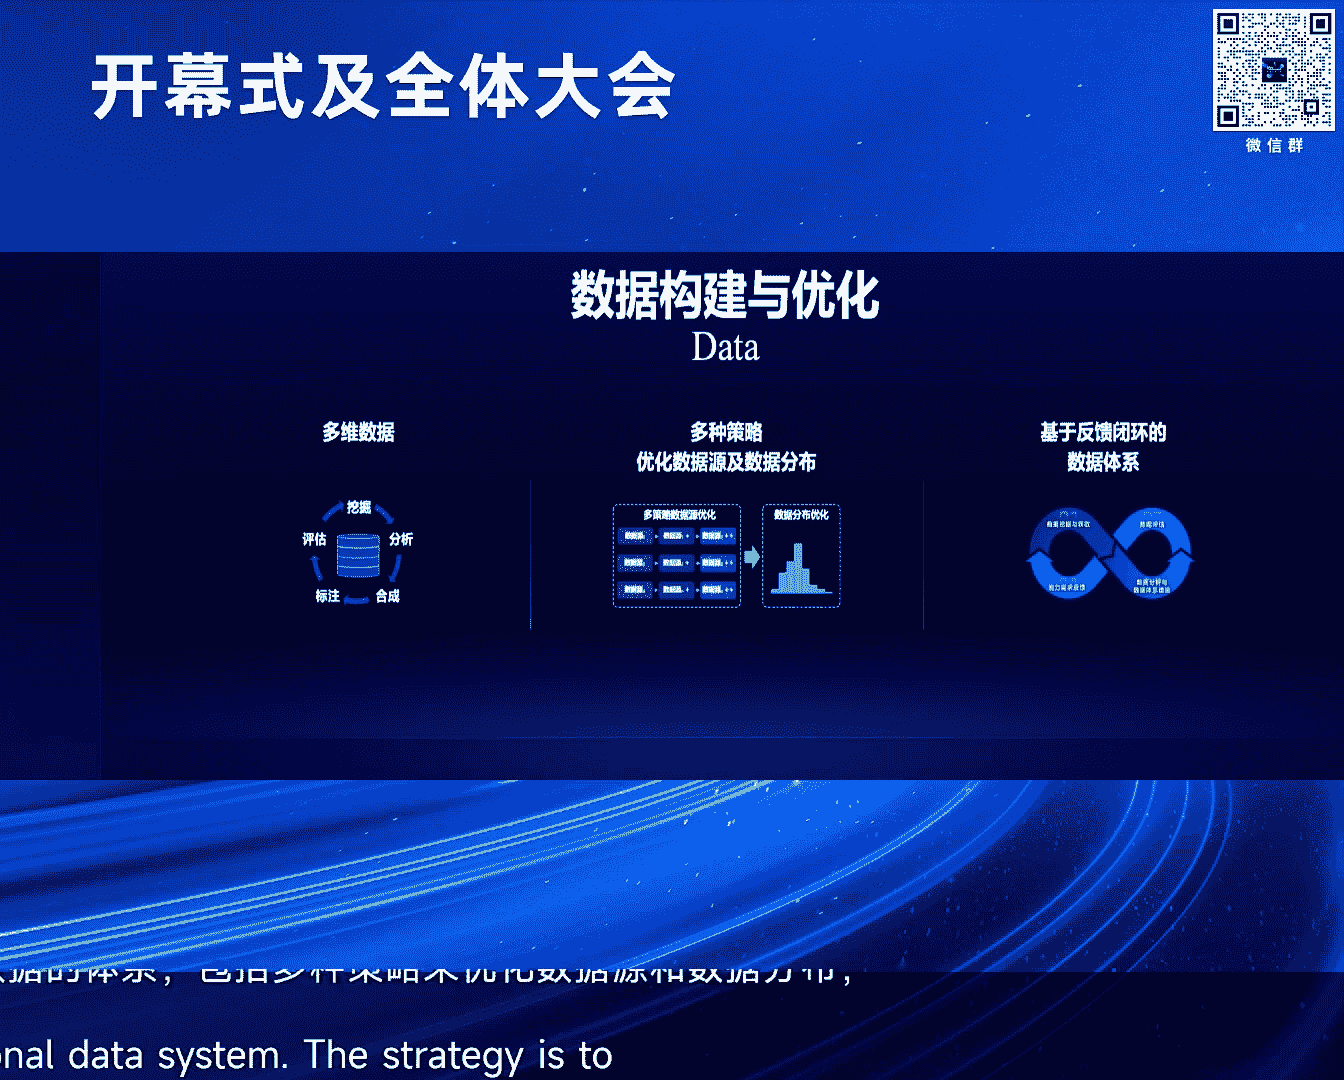 开幕式及全体大会
微信群
数据构建与优化
Data
多维数据
挖掘
评估
分析
标注
合成
多种策略
优化数据源及数据分布
多策略数据源优化
数据分布优化
基于反馈闭环的
数据体系
据的体系，包括多种策略来优化数据源和数据分布，
onal data system. The strategy is to